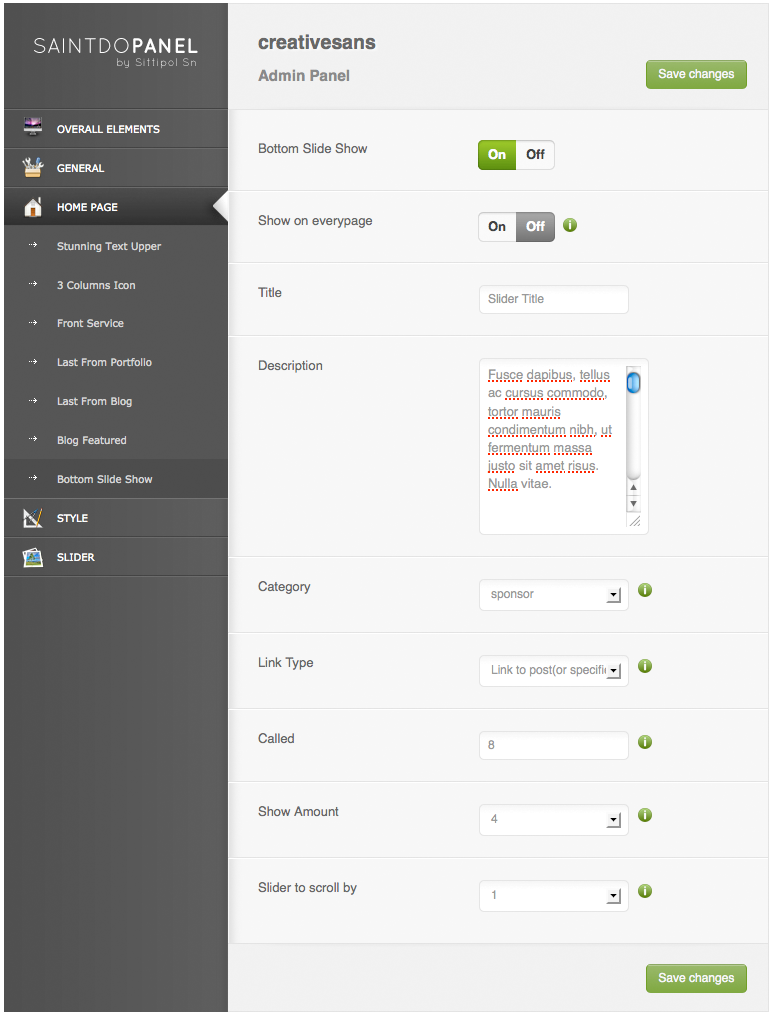 SAINTDOPANEL
by Sittipol Sn
OVERALL ELEMENTS
GENERAL
HOME PAGE
Stunning Text Upper
3 Columns Icon
Front Service
Last From Portfolio
Last From Blog
Blog Featured
Bottom Slide Show
STYLE
SLIDER
creativesans
Admin Panel
Save changes
Bottom Slide Show
On Off
Show on everypage
On Off
Title
Slider Title
Description
Fusce dapibus, tellus
ac cursus commodo,
tortor mauris
condimentum nibh, ut
fermentum massa
justo sit amet risus.
Nulla vitae.
Category
sponsor
Link Type
Link to post(or specifi
Called
8
Show Amount
4
Slider to scroll by
1
Save changes